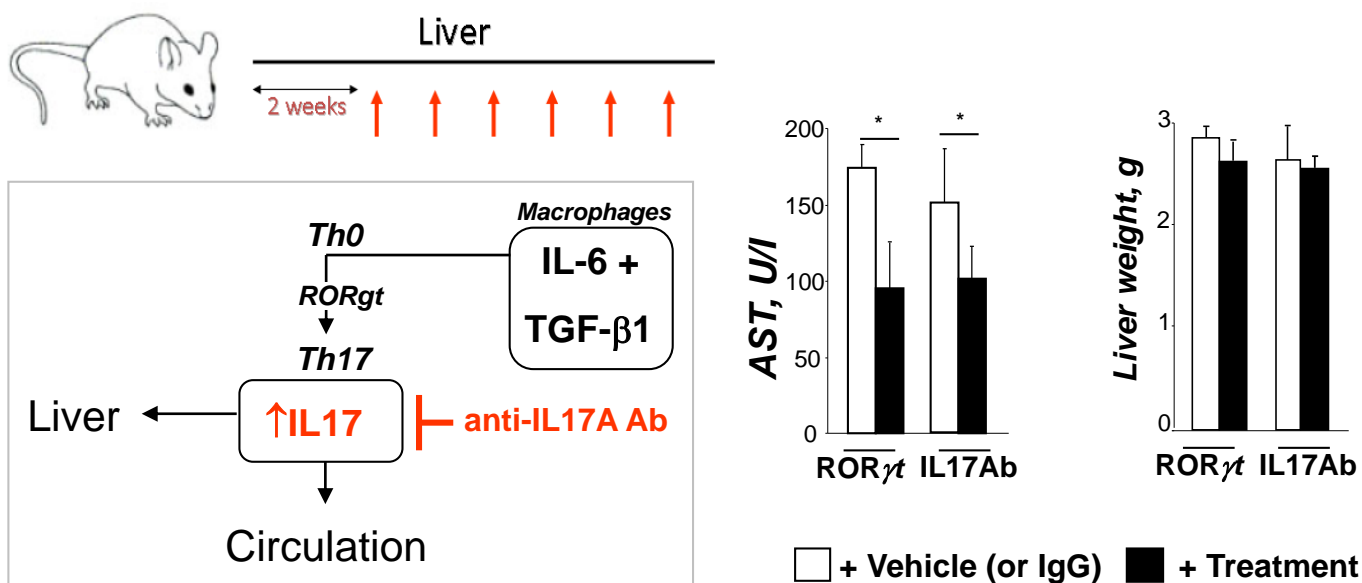 Liver
2 weeks
Macrophages
Th0
IL-6 +
RORgt
TGF-β1
Th17
Liver
↑IL17
anti-IL17A Ab
Circulation
AST, U/l
200
150
100
50
0
*
*
RORγt
IL17Ab
Liver weight, g
3
2
1
0
RORγt
IL17Ab
+ Vehicle (or IgG)
+ Treatment